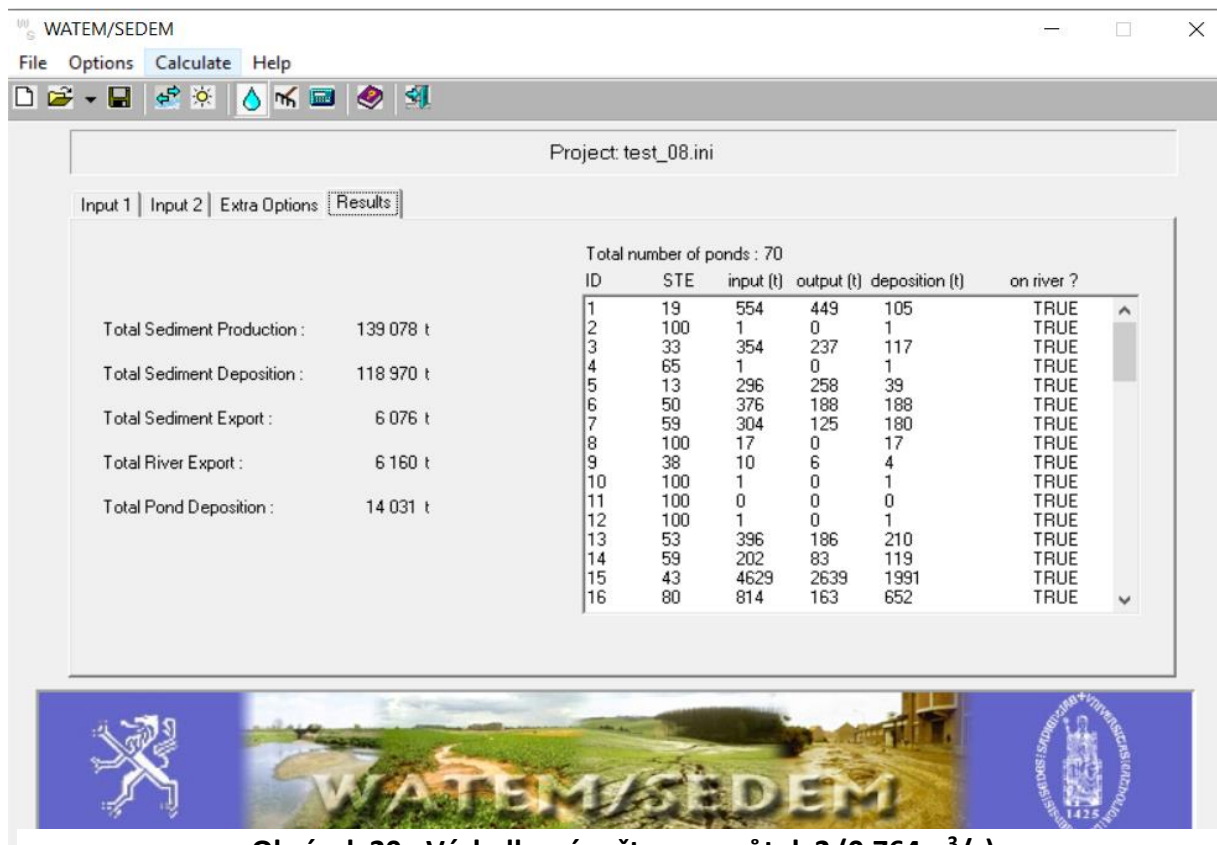 WATEM/SEDEM
File Options Calculate Help
Project: test_08.ini
Input 1 Input 2 Extra Options Results
Total number of ponds : 70
ID STE input (t) output (t) deposition (t) on river ?
1 19 554 449 105 TRUE
2 100 1 0 1 TRUE
3 33 354 237 117 TRUE
4 65 1 0 1 TRUE
5 13 296 258 39 TRUE
6 50 376 188 188 TRUE
7 59 304 125 180 TRUE
8 100 17 0 17 TRUE
9 38 10 6 4 TRUE
10 100 1 0 1 TRUE
11 100 0 0 0 TRUE
12 100 1 0 1 TRUE
13 53 396 186 210 TRUE
14 59 202 83 119 TRUE
15 43 4629 2639 1991 TRUE
16 80 814 163 652 TRUE
Total Sediment Production : 139 078 t
Total Sediment Deposition : 118 970 t
Total Sediment Export : 6 076 t
Total River Export : 6 160 t
Total Pond Deposition : 14 031 t
WATEM/SEDEM
1425